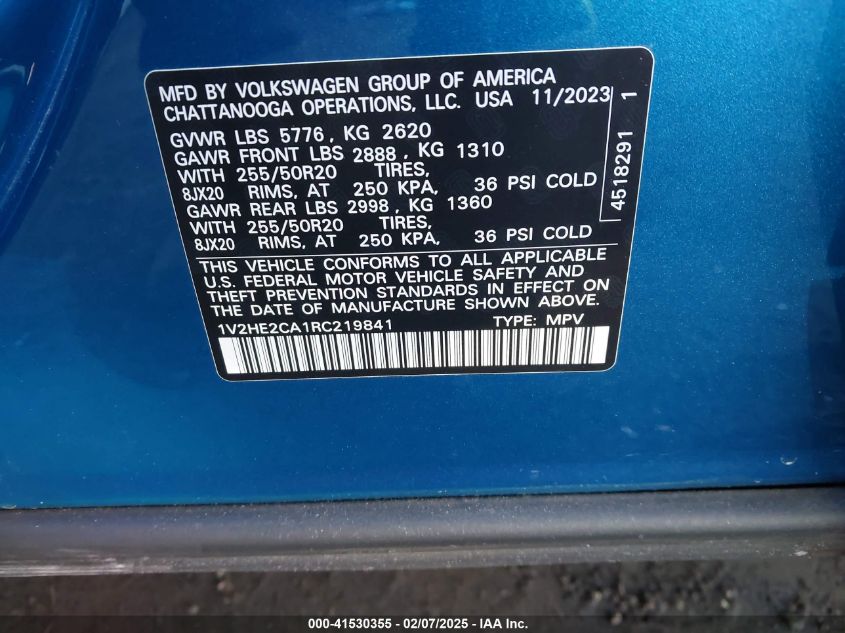 MFD BY VOLKSWAGEN GROUP OF AMERICA
CHATTANOOGA OPERATIONS, LLC. USA 11/2023
GVWR LBS 5776, KG 2620
GAWR FRONT LBS 2888, KG 1310
WITH 255/50R20 TIRES,
8JX20 RIMS, AT 250 KPA, 36 PSI COLD
GAWR REAR LBS 2998, KG 1360
WITH 255/50R20 TIRES,
8JX20 RIMS, AT 250 KPA, 36 PSI COLD
THIS VEHICLE CONFORMS TO ALL APPLICABLE
U.S. FEDERAL MOTOR VEHICLE SAFETY AND
THEFT PREVENTION STANDARDS IN EFFECT ON
THE DATE OF MANUFACTURE SHOWN ABOVE.
1V2HE2CA1RC219841 TYPE: MPV
4518291 1
000-41530355 - 02/07/2025 - IAA Inc.